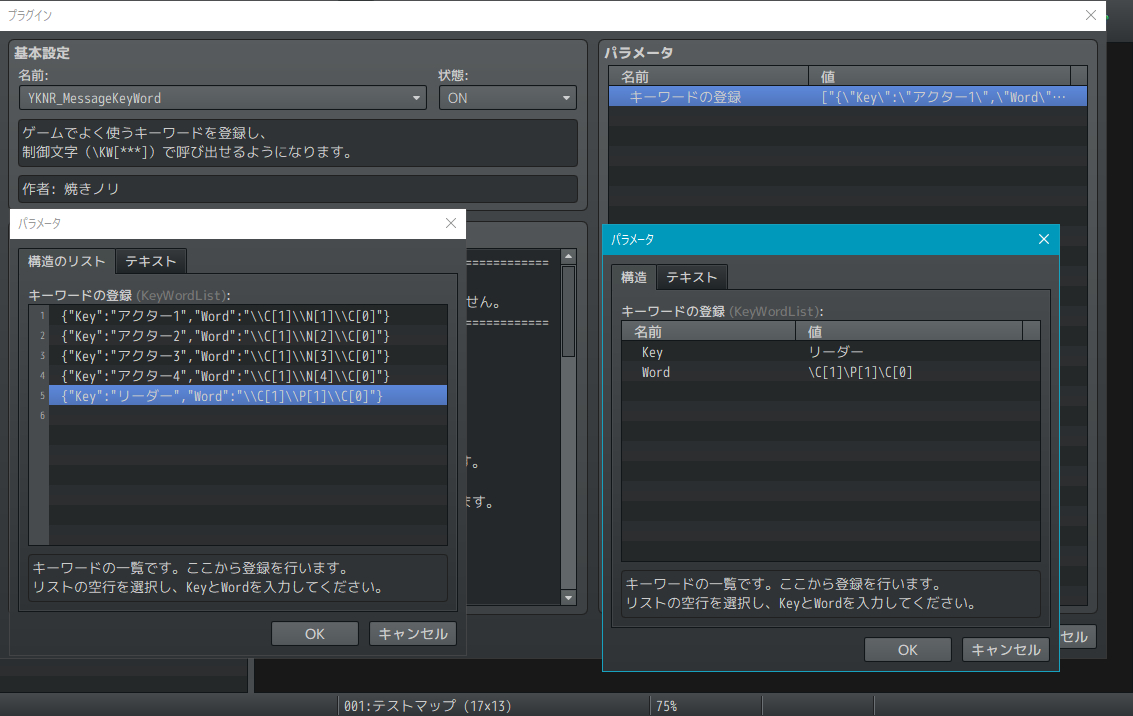 プラグイン
基本設定
名前:
YKNR_MessageKeyWord
状態:
ON
ゲームでよく使うキーワードを登録し、
制御文字（\KW[***]）で呼び出せるようになります。
作者: 焼きノリ
パラメータ
名前 値
キーワードの登録 ["{\"Key\":\"アクター1\",\"Word\"…
============
せん。
============
す。
ます。
パラメータ
構造のリスト テキスト
キーワードの登録 (KeyWordList):
1 {"Key":"アクター1","Word":"\\C[1]\\N[1]\\C[0]"}
2 {"Key":"アクター2","Word":"\\C[1]\\N[2]\\C[0]"}
3 {"Key":"アクター3","Word":"\\C[1]\\N[3]\\C[0]"}
4 {"Key":"アクター4","Word":"\\C[1]\\N[4]\\C[0]"}
5 {"Key":"リーダー","Word":"\\C[1]\\P[1]\\C[0]"}
6
キーワードの一覧です。ここから登録を行います。
リストの空行を選択し、KeyとWordを入力してください。
OK キャンセル
パラメータ
構造 テキスト
キーワードの登録 (KeyWordList):
名前 値
Key リーダー
Word \C[1]\P[1]\C[0]
キーワードの一覧です。ここから登録を行います。
リストの空行を選択し、KeyとWordを入力してください。
OK キャンセル
セル
001:テストマップ (17×13) 75%